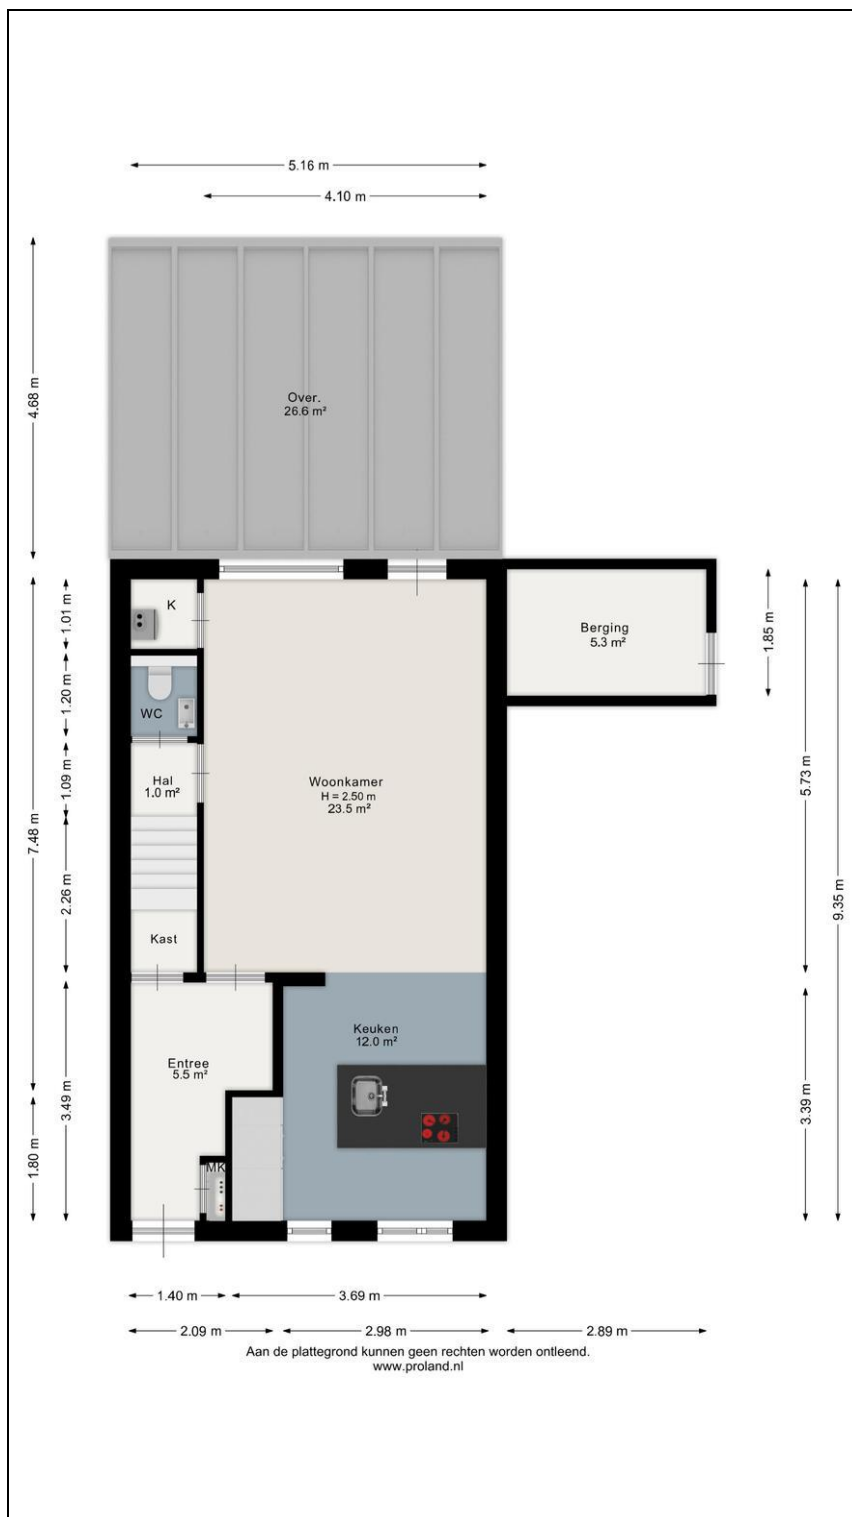 5.16 m
4.10 m
4.68 m
Over.
26.6 m²
K
1.01 m
Berging
5.3 m²
1.85 m
1.20 m
WC
Hal
1.0 m²
1.09 m
Woonkamer
H = 2.50 m
23.5 m²
5.73 m
7.48 m
2.26 m
9.35 m
Kast
Keuken
12.0 m²
Entree
5.5 m²
3.49 m
3.39 m
1.80 m
MK
1.40 m
3.69 m
2.09 m
2.98 m
2.89 m
Aan de plattegrond kunnen geen rechten worden ontleend.
www.proland.nl